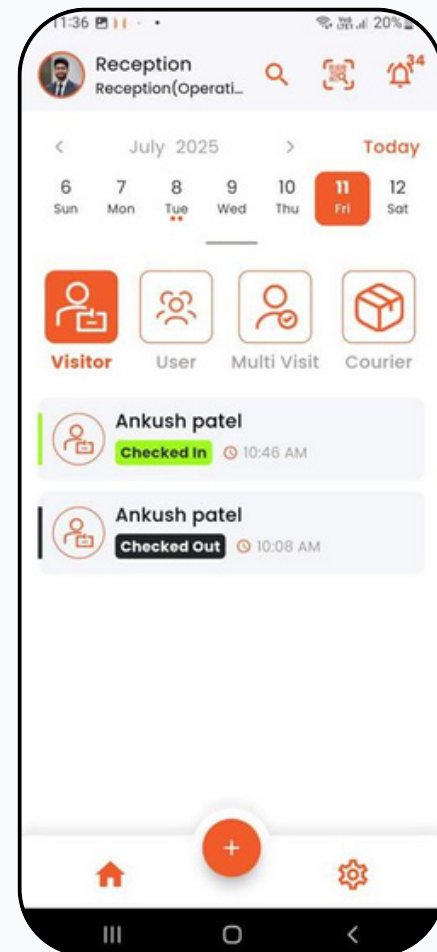 11:36 20%
Reception
Reception(Operati...
34
July 2025 Today
6 7 8 9 10 11 12
Sun Mon Tue Wed Thu Fri Sat
Visitor User Multi Visit Courier
Ankush patel
Checked In 10:46 AM
Ankush patel
Checked Out 10:08 AM
+